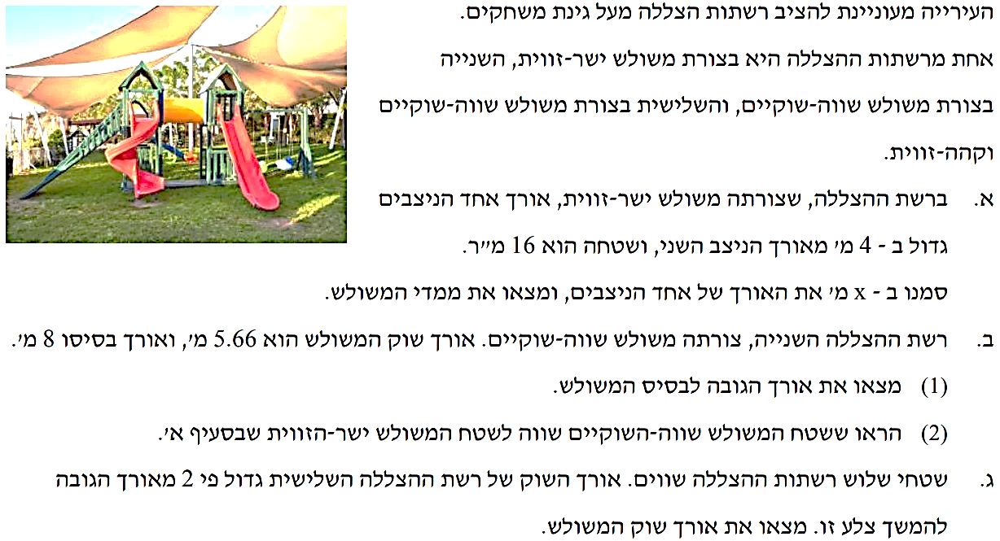 העירייה מעוניינת להציב רשתות הצללה מעל גינת משחקים.
אחת מרשתות ההצללה היא בצורת משולש ישר-זווית, השנייה
בצורת משולש שווה-שוקיים, והשלישית בצורת משולש שווה-שוקיים
וקהה-זווית.
א. ברשת ההצללה, שצורתה משולש ישר-זווית, אורך אחד הניצבים
גדול ב - 4 מ' מאורך הניצב השני, ושטחה הוא 16 מ"ר.
סמנו ב - x מ' את האורך של אחד הניצבים, ומצאו את ממדי המשולש.
ב. רשת ההצללה השנייה, צורתה משולש שווה-שוקיים. אורך שוק המשולש הוא 5.66 מ', ואורך בסיסו 8 מ'.
(1) מצאו את אורך הגובה לבסיס המשולש.
(2) הראו ששטח המשולש שווה-השוקיים שווה לשטח המשולש ישר-הזווית שבסעיף א'.
ג. שטחי שלוש רשתות ההצללה שווים. אורך השוק של רשת ההצללה השלישית גדול פי 2 מאורך הגובה
להמשך צלע זו. מצאו את אורך שוק המשולש.